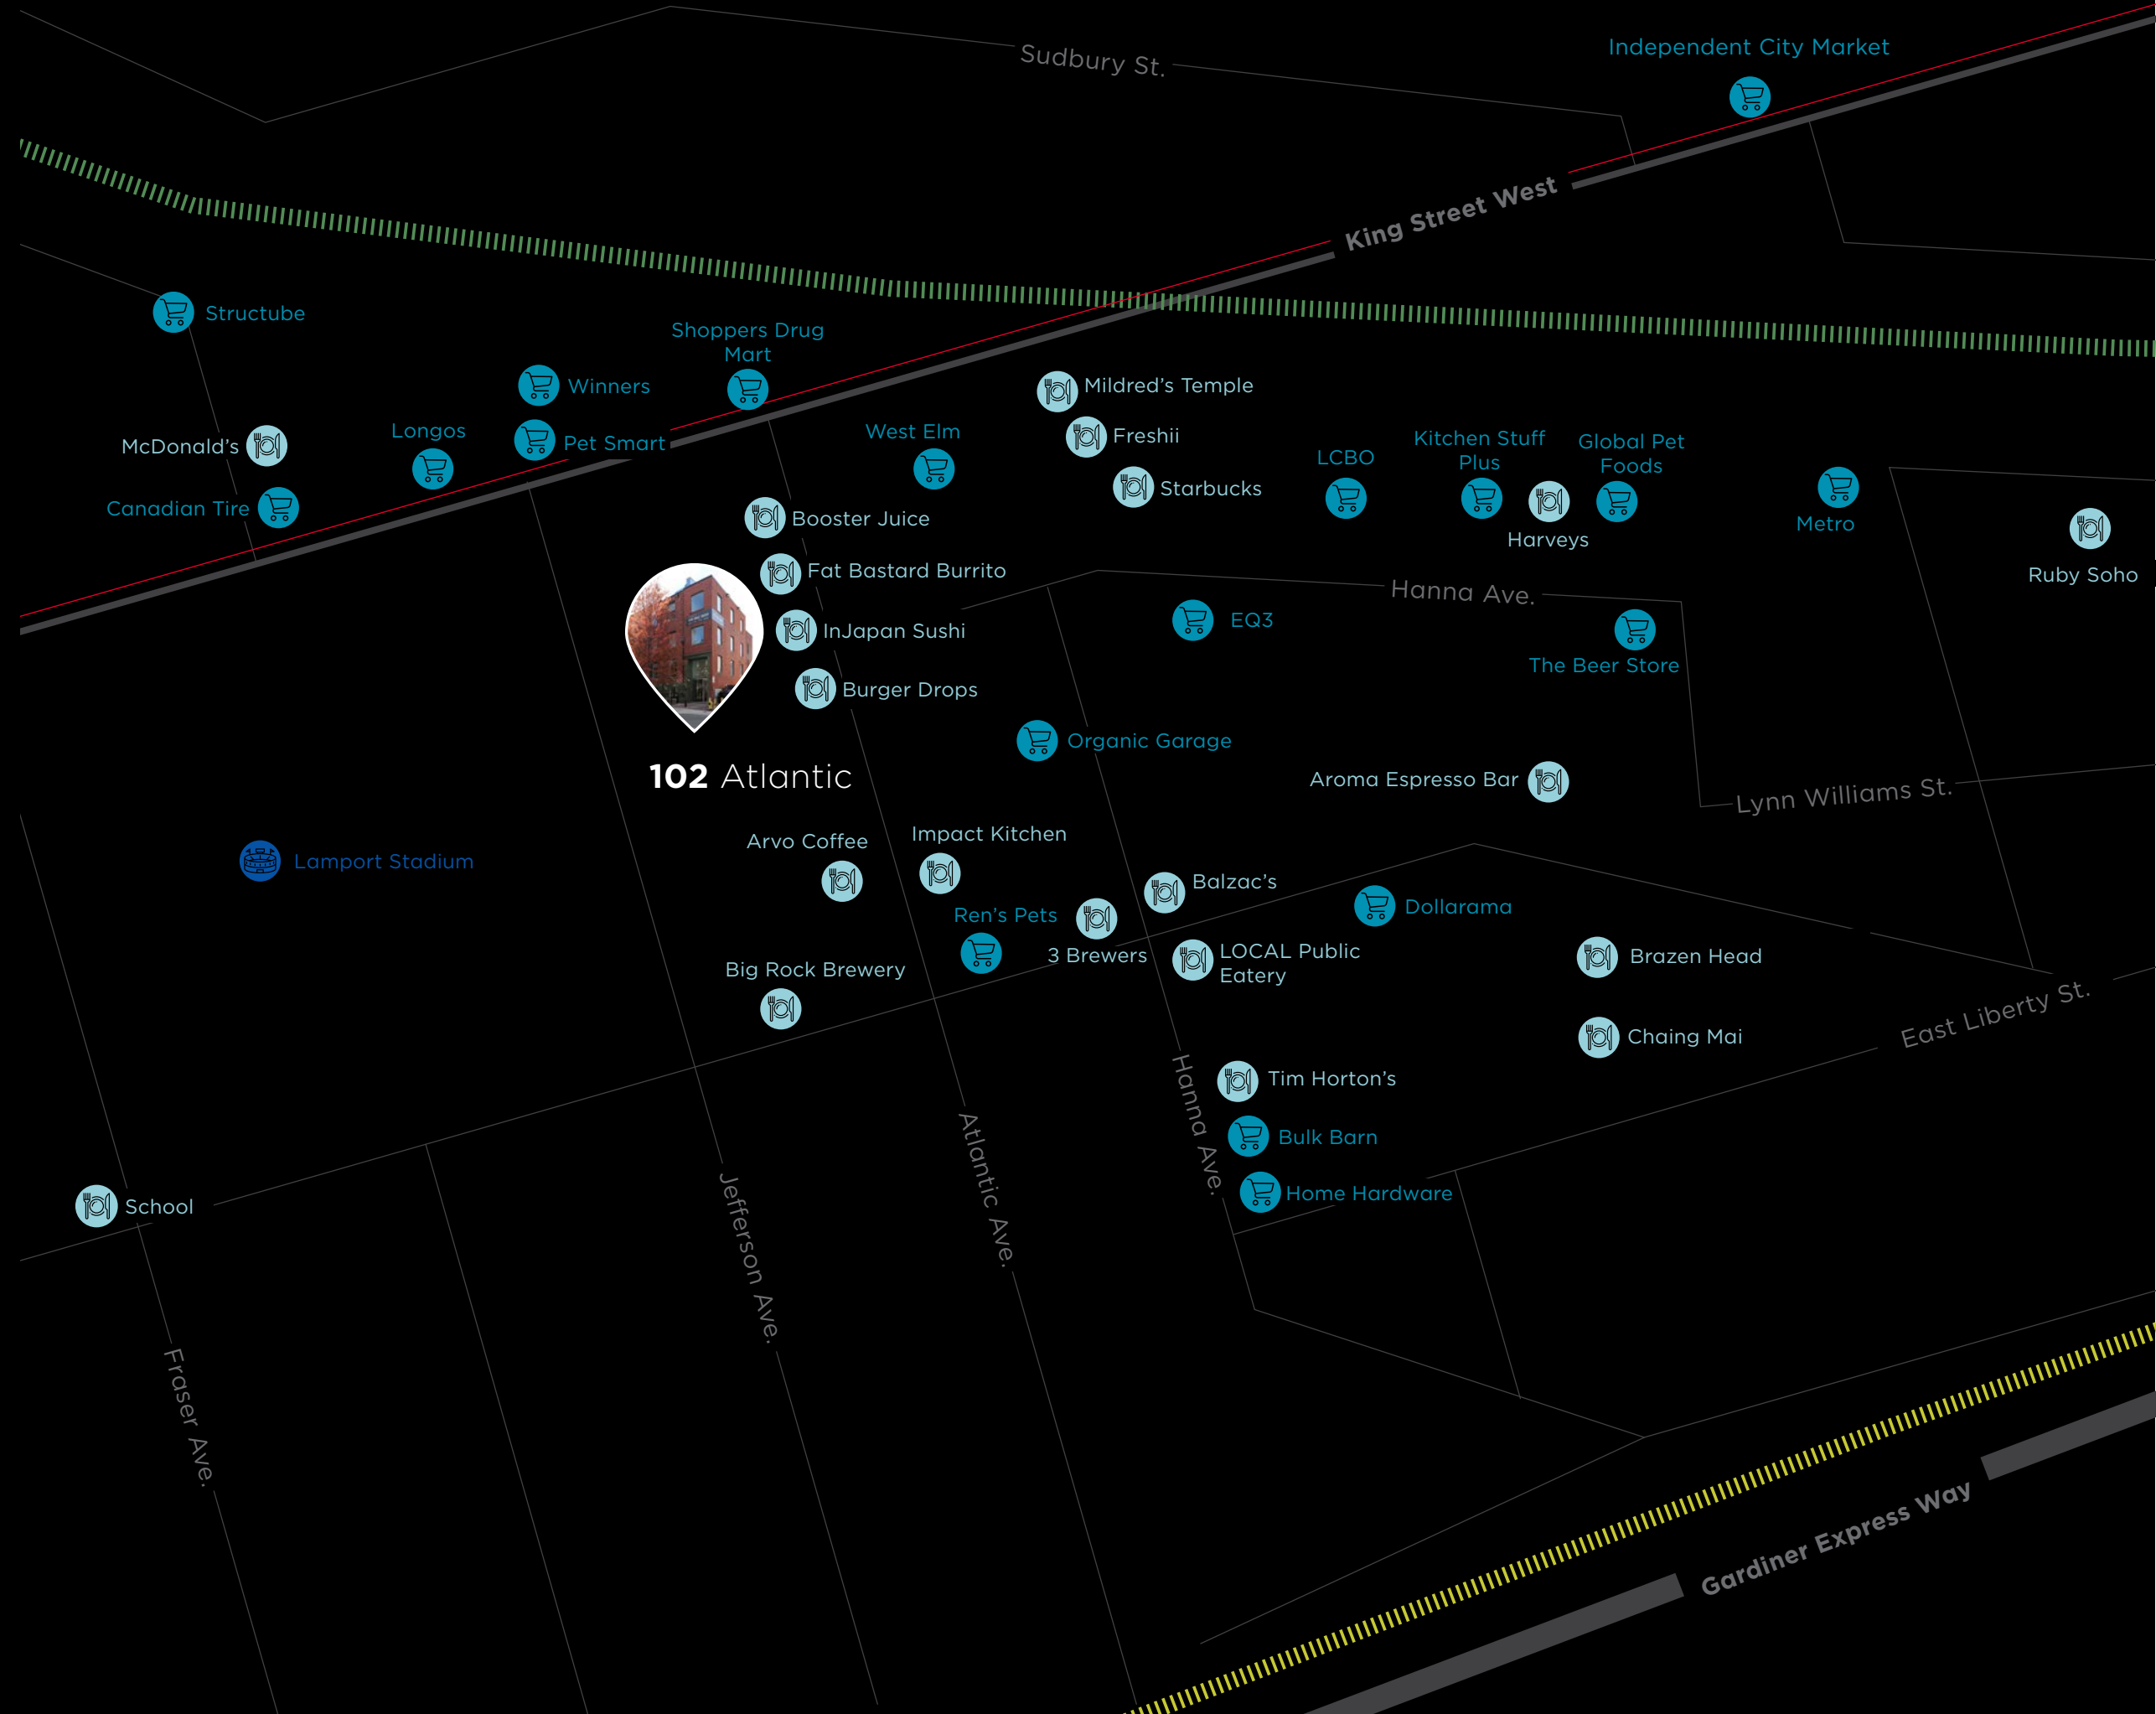 Independent City Market
Sudbury St.
King Street West
Structube
Shoppers Drug
Mart
Winners
Mildred’s Temple
McDonald’s
Longos
Pet Smart
West Elm
Freshii
Kitchen Stuff
Plus
Global Pet
Foods
LCBO
Starbucks
Canadian Tire
Booster Juice
Harveys
Metro
Ruby Soho
Fat Bastard Burrito
Hanna Ave.
InJapan Sushi
EQ3
The Beer Store
Burger Drops
Organic Garage
102 Atlantic
Aroma Espresso Bar
Lynn Williams St.
Lamport Stadium
Arvo Coffee
Impact Kitchen
Balzac’s
Ren’s Pets
Dollarama
3 Brewers
LOCAL Public
Eatery
Brazen Head
Big Rock Brewery
East Liberty St.
Chaing Mai
Tim Horton’s
Hanna Ave.
Bulk Barn
Atlantic Ave.
Home Hardware
School
Jefferson Ave.
Fraser Ave.
Gardiner Express Way